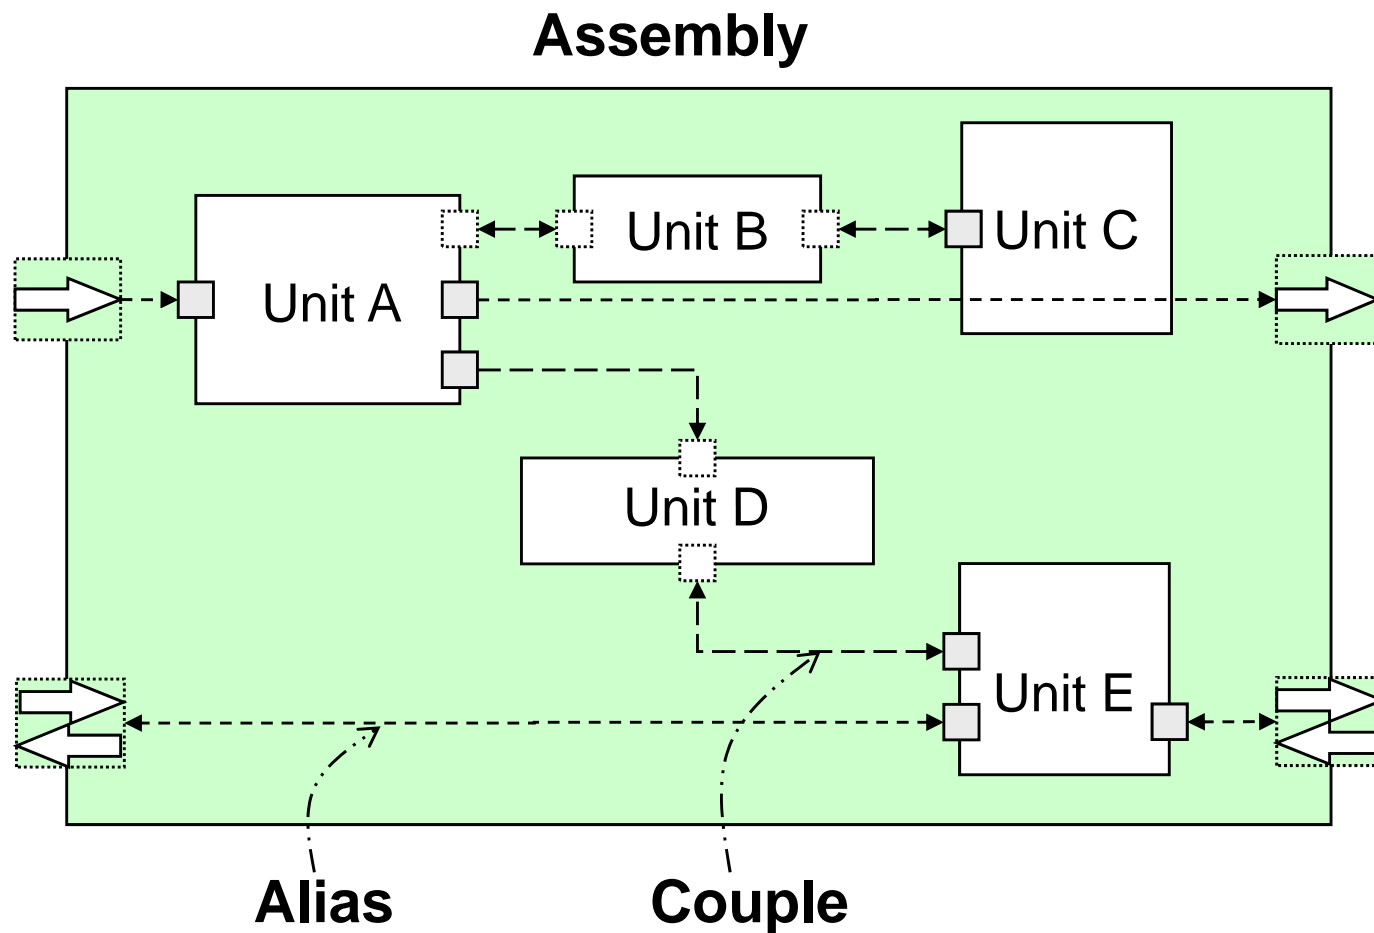 Assembly
Unit A
Unit B
Unit C
Unit D
Unit E
Alias
Couple